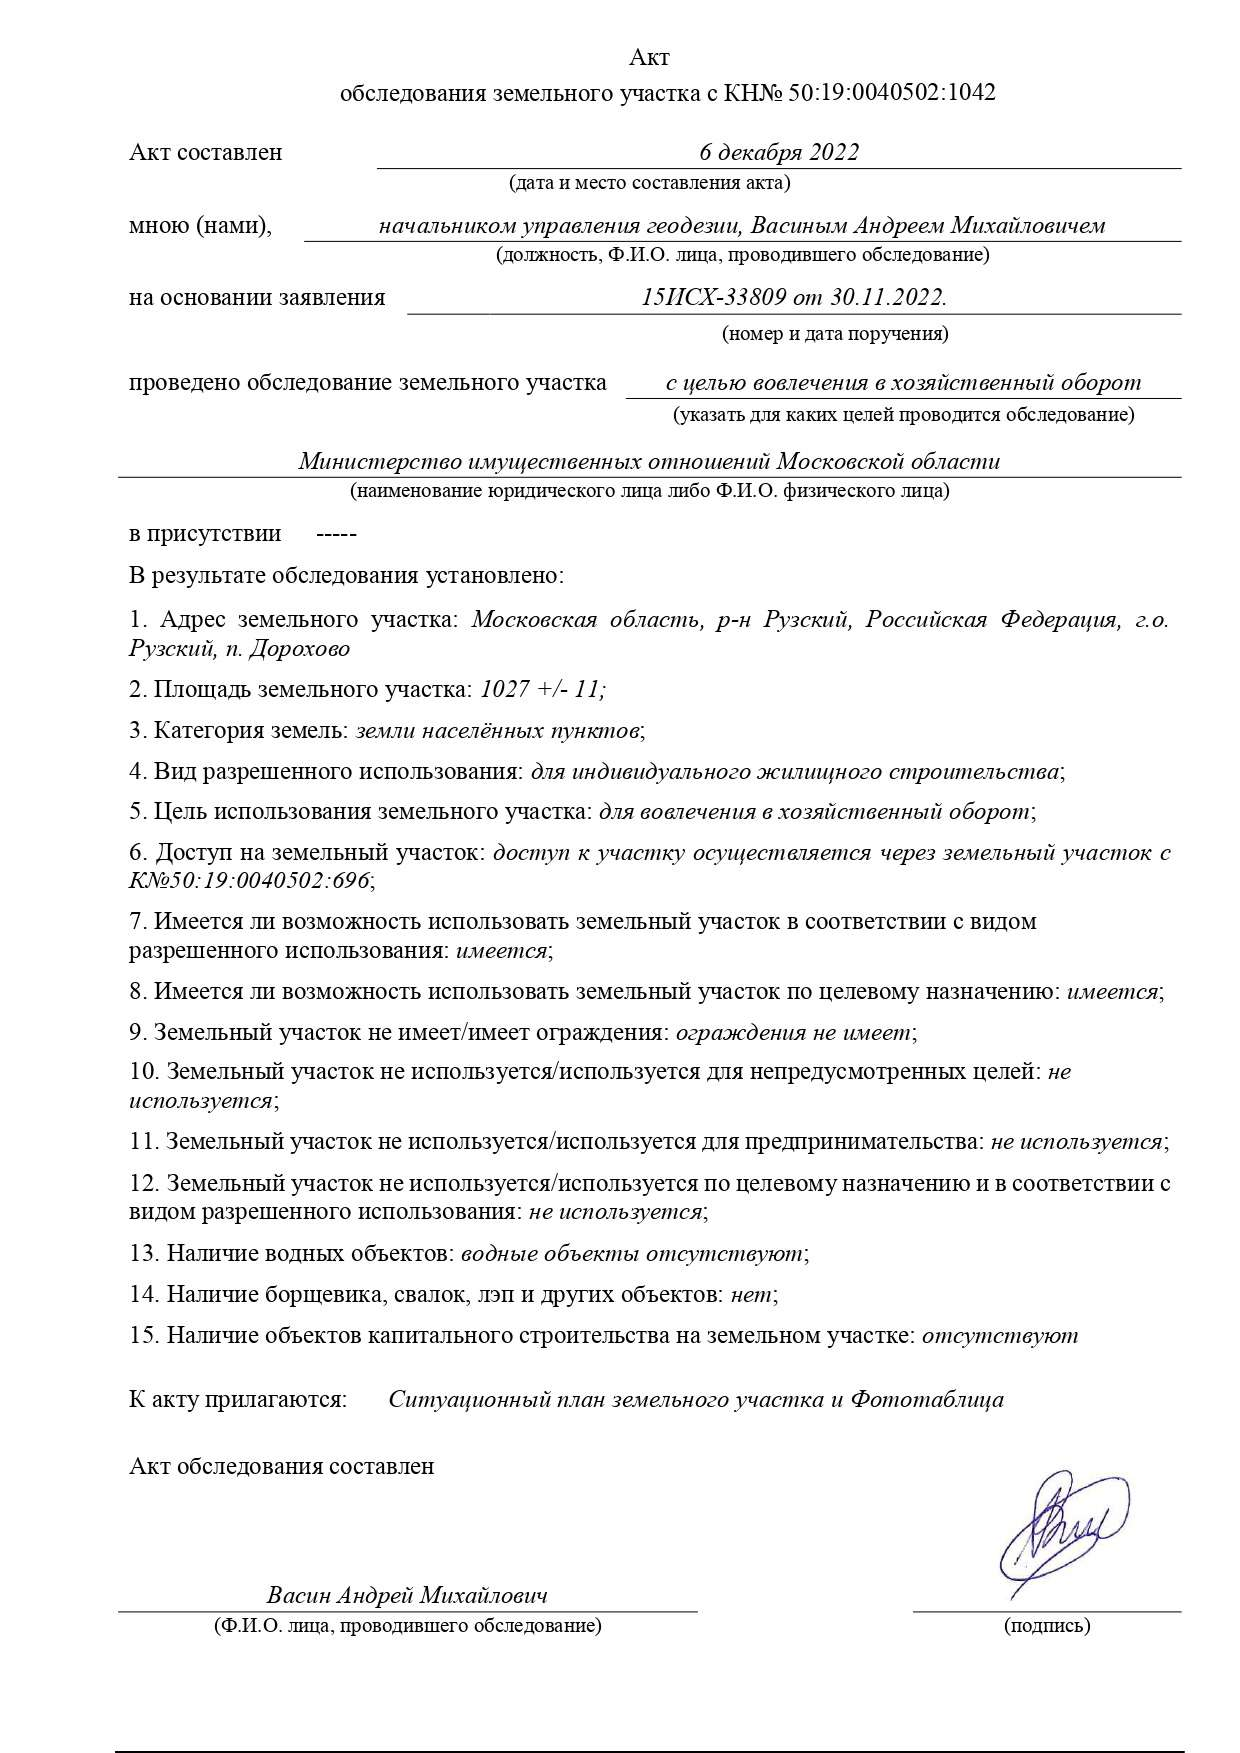 Акт
обследования земельного участка с КН№ 50:19:0040502:1042
Акт составлен 6 декабря 2022
(дата и место составления акта)
мною (нами), начальником управления геодезии, Васиным Андреем Михайловичем
(должность, Ф.И.О. лица, проводившего обследование)
на основании заявления 15ИСХ-33809 от 30.11.2022.
(номер и дата поручения)
проведено обследование земельного участка с целью вовлечения в хозяйственный оборот
(указать для каких целей проводится обследование)
Министерство имущественных отношений Московской области
(наименование юридического лица либо Ф.И.О. физического лица)
в присутствии -----
В результате обследования установлено:
1. Адрес земельного участка: Московская область, р-н Рузский, Российская Федерация, г.о.
Рузский, п. Дорохово
2. Площадь земельного участка: 1027 +/- 11;
3. Категория земель: земли населённых пунктов;
4. Вид разрешенного использования: для индивидуального жилищного строительства;
5. Цель использования земельного участка: для вовлечения в хозяйственный оборот;
6. Доступ на земельный участок: доступ к участку осуществляется через земельный участок с
К№50:19:0040502:696;
7. Имеется ли возможность использовать земельный участок в соответствии с видом
разрешенного использования: имеется;
8. Имеется ли возможность использовать земельный участок по целевому назначению: имеется;
9. Земельный участок не имеет/имеет ограждения: ограждения не имеет;
10. Земельный участок не используется/используется для непредусмотренных целей: не
используется;
11. Земельный участок не используется/используется для предпринимательства: не используется;
12. Земельный участок не используется/используется по целевому назначению и в соответствии с
видом разрешенного использования: не используется;
13. Наличие водных объектов: водные объекты отсутствуют;
14. Наличие борщевика, свалок, лэп и других объектов: нет;
15. Наличие объектов капитального строительства на земельном участке: отсутствуют
К акту прилагаются: Ситуационный план земельного участка и Фототаблица
Акт обследования составлен
Васин Андрей Михайлович
(Ф.И.О. лица, проводившего обследование) (подпись)